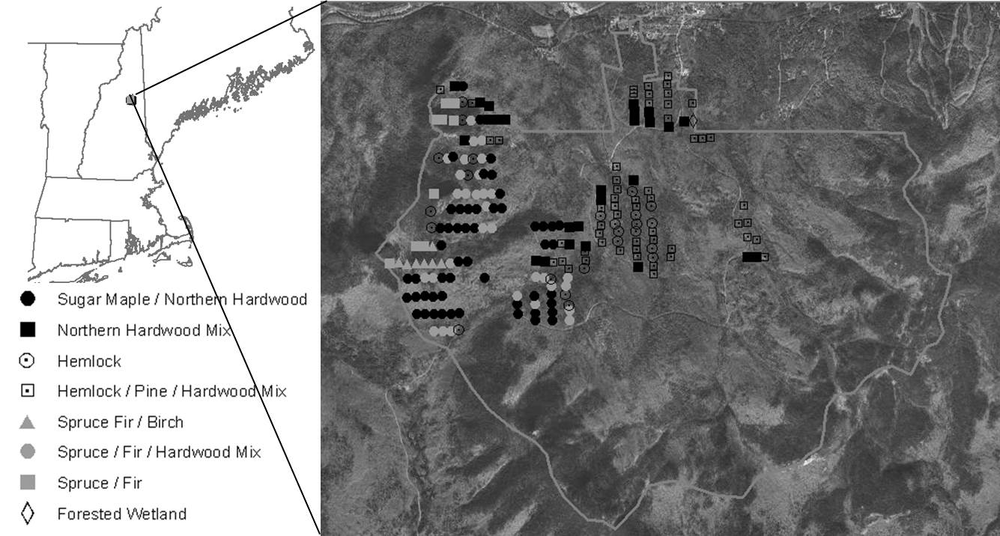 Sugar Maple / Northern Hardwood
Northern Hardwood Mix
Hemlock
Hemlock / Pine / Hardwood Mix
Spruce Fir / Birch
Spruce / Fir / Hardwood Mix
Spruce / Fir
Forested Wetland